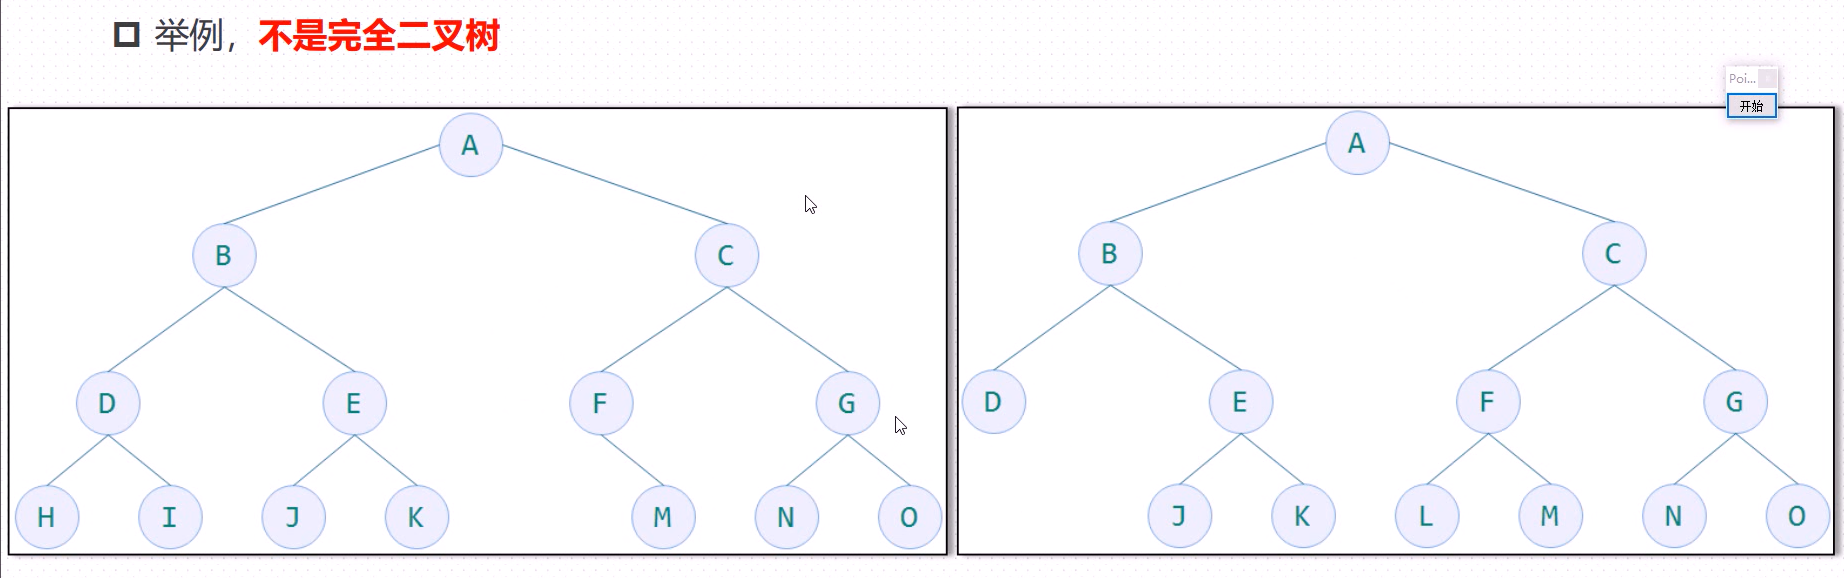 举例，不是完全二叉树
Poi...
开始
A
B C
D E F G
H I J K M N O
A
B C
D E F G
J K L M N O